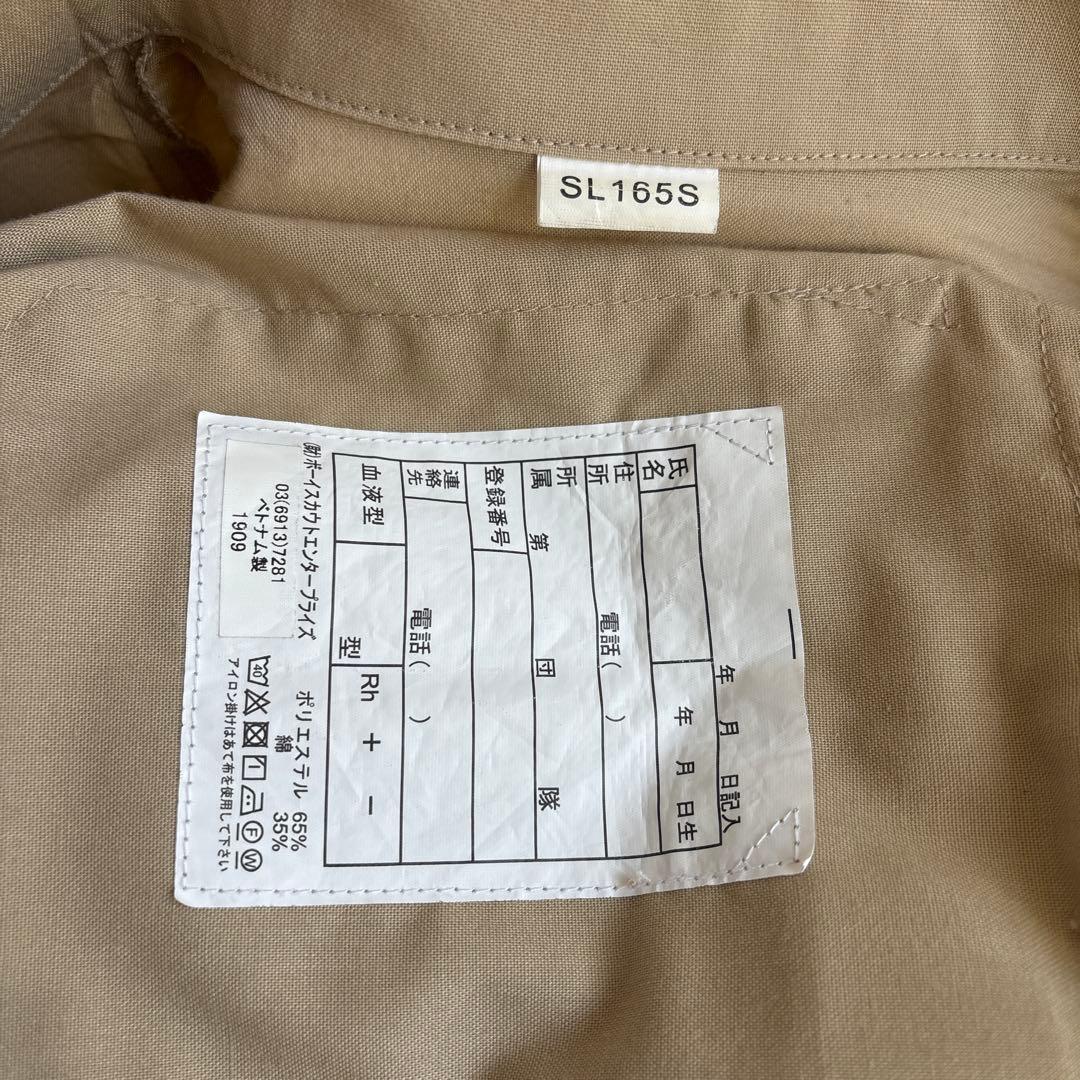 SL165S
年 月 日記入
氏名
年 月 日生
住所
電話( )
所属 第 団 隊
登録番号
連絡先
電話( )
血液型 型 Rh + −
(財)ボーイスカウトエンタープライズ
03(6913)7281
ベトナム製
1909
ポリエステル 65%
綿 35%
40
F W
アイロン掛けはあて布を使用して下さい